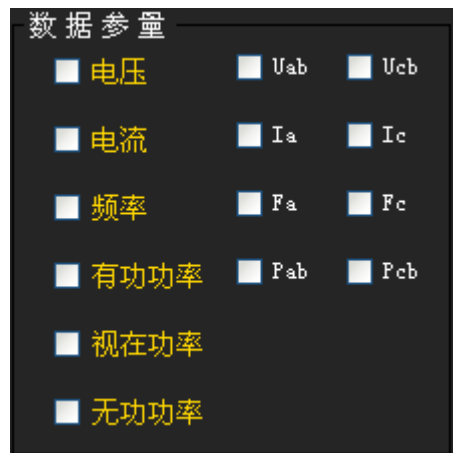 数据参量
电压 Uab Ucb
电流 Ia Ic
频率 Fa Fc
有功功率 Pab Pcb
视在功率
无功功率